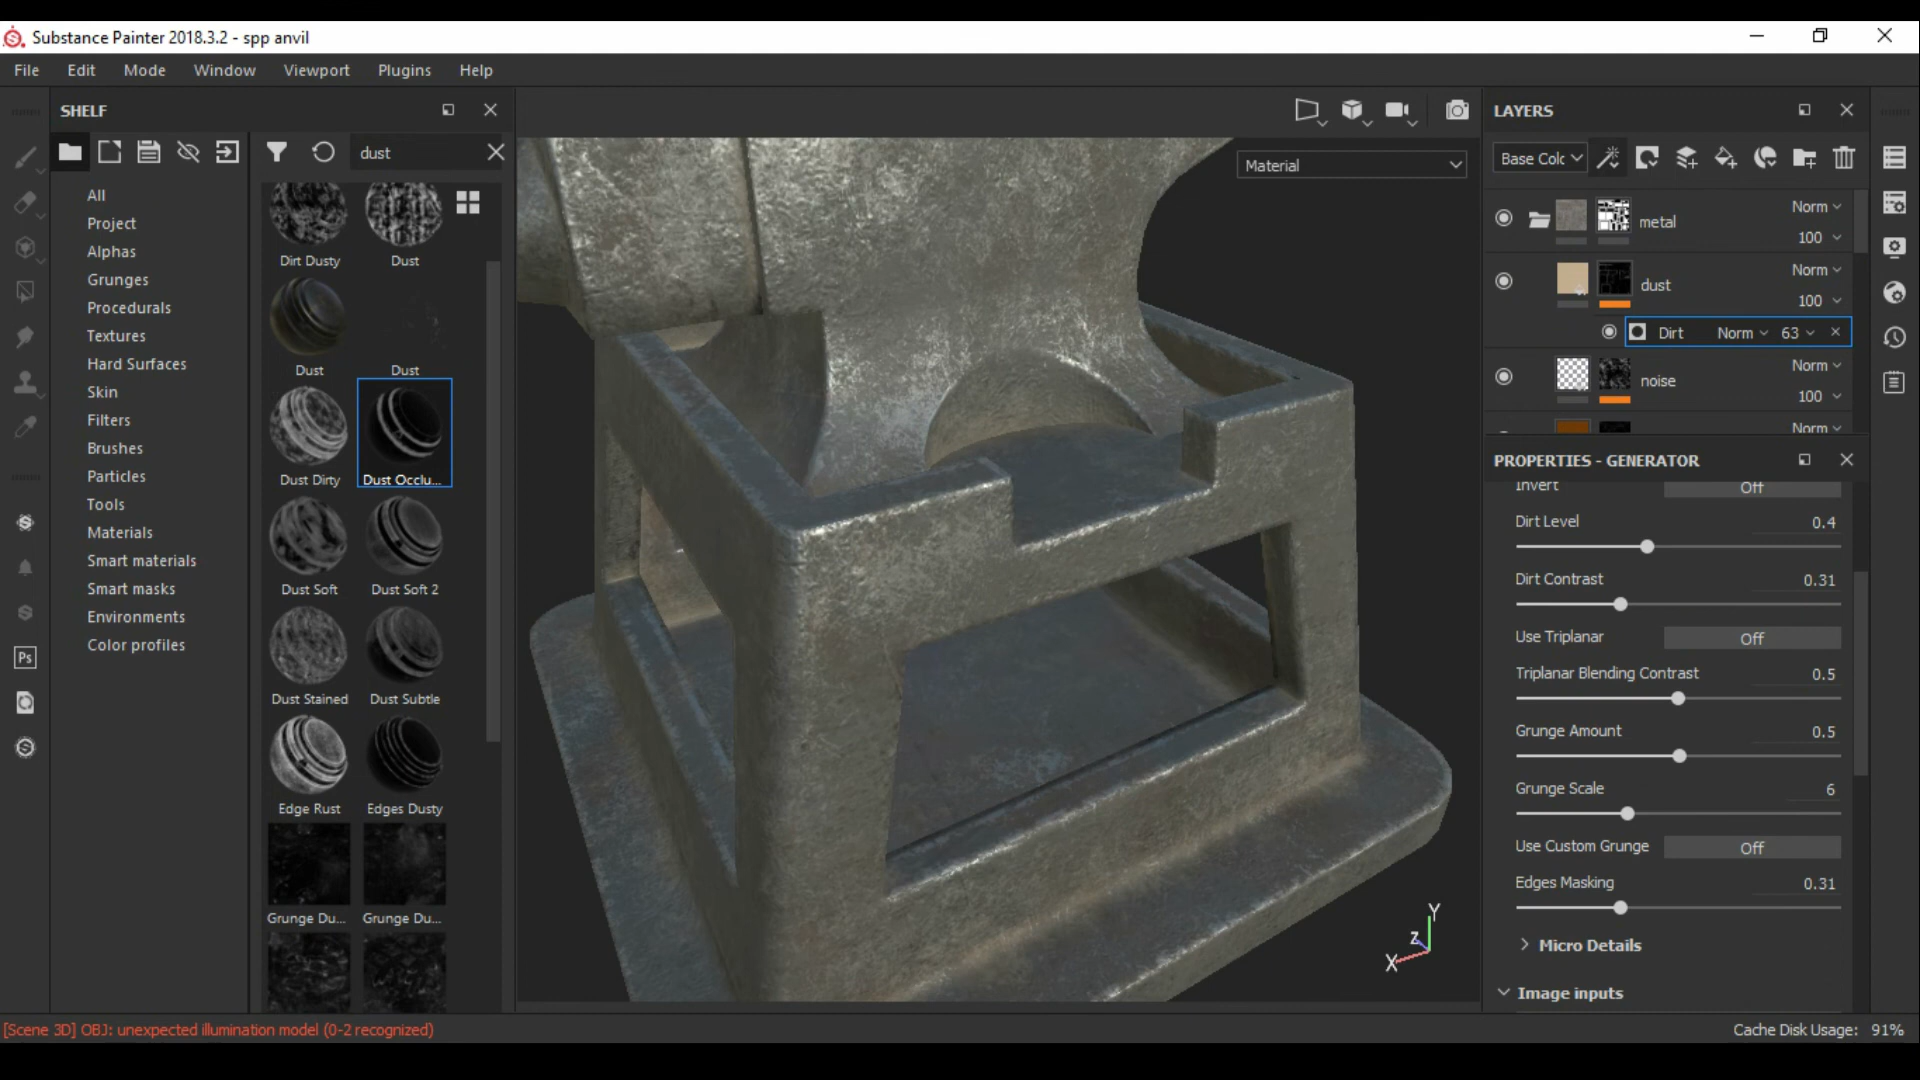 Substance Painter 2018.3.2 - spp anvil
File Edit Mode Window Viewport Plugins Help
SHELF
dust
All
Project
Alphas
Grunges
Procedurals
Textures
Hard Surfaces
Skin
Filters
Brushes
Particles
Tools
Materials
Smart materials
Smart masks
Environments
Color profiles
Dirt Dusty Dust
Dust Dust
Dust Dirty Dust Occlu...
Dust Soft Dust Soft 2
Dust Stained Dust Subtle
Edge Rust Edges Dusty
Grunge Du... Grunge Du...
Ps
Material
Y
Z
X
LAYERS
Base Colc
metal Norm
100
dust Norm
100
Dirt Norm 63
noise Norm
100
Norm
PROPERTIES - GENERATOR
Invert Off
Dirt Level 0.4
Dirt Contrast 0.31
Use Triplanar Off
Triplanar Blending Contrast 0.5
Grunge Amount 0.5
Grunge Scale 6
Use Custom Grunge Off
Edges Masking 0.31
Micro Details
Image inputs
[Scene 3D] OBJ: unexpected illumination model (0-2 recognized)
Cache Disk Usage: 91%